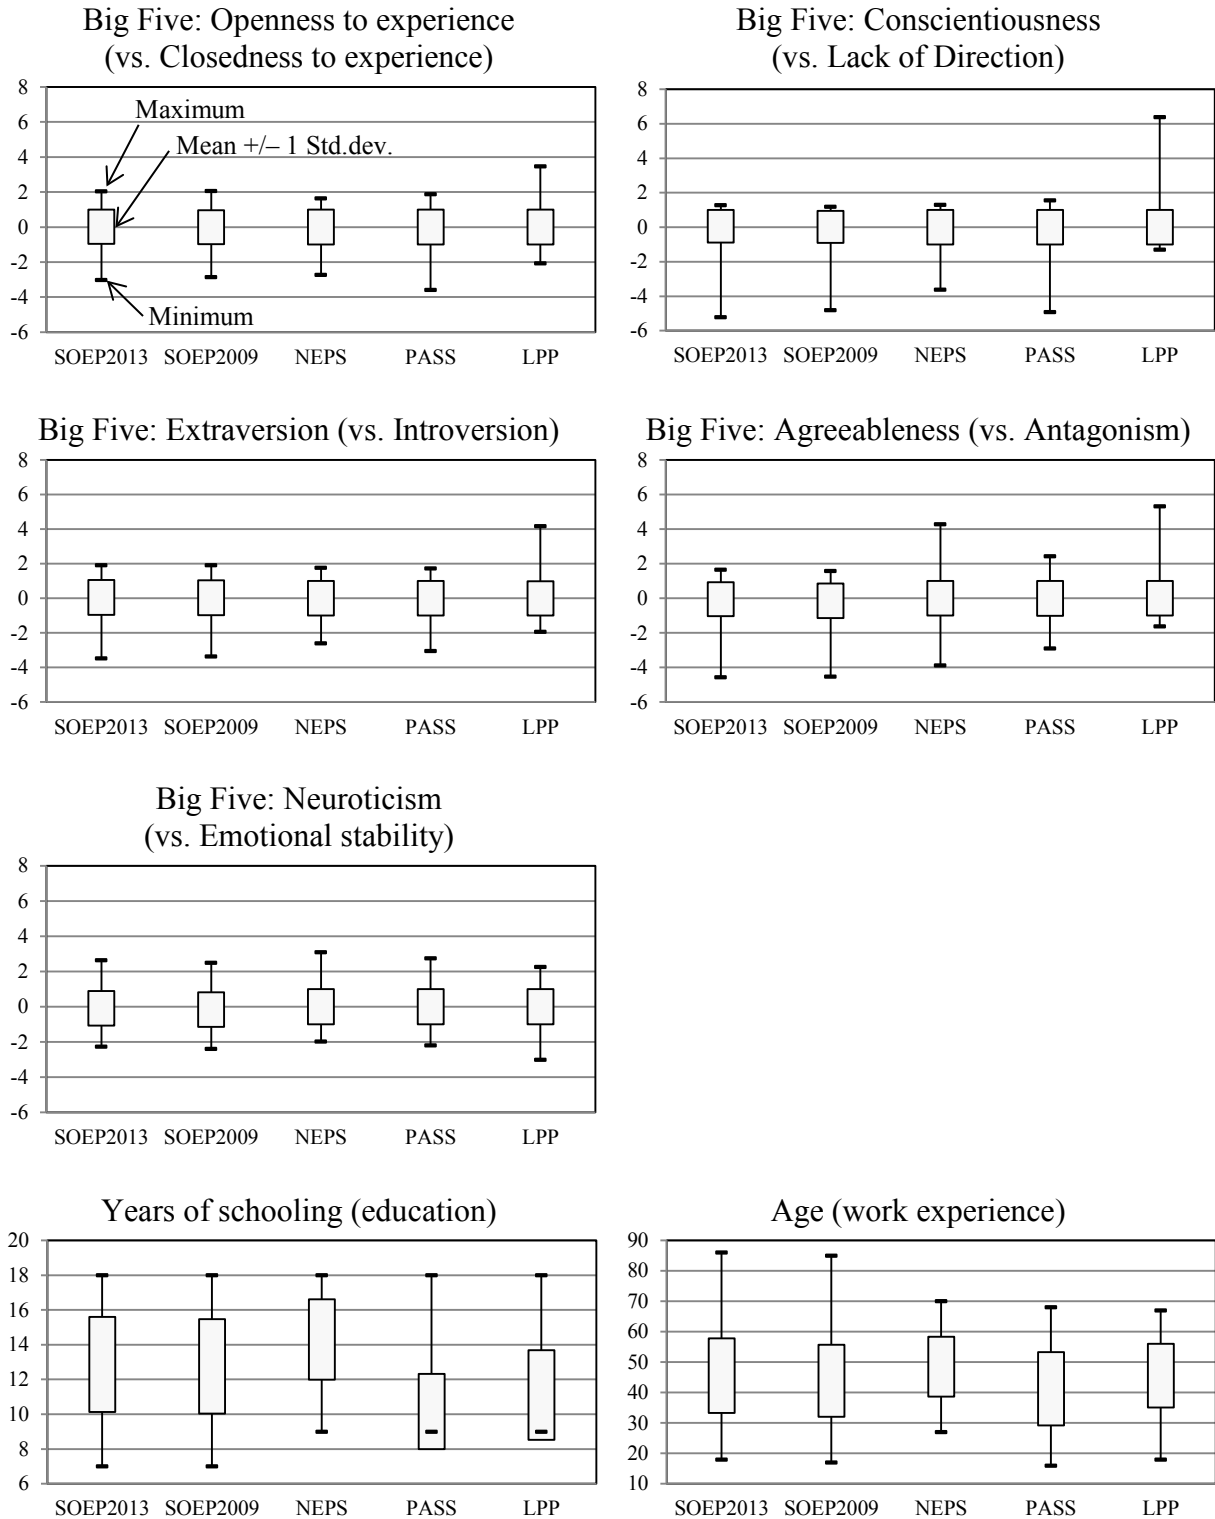 Big Five: Openness to experience
(vs. Closedness to experience)
8
6
4
2
0
-2
-4
-6
Maximum
Mean +/– 1 Std.dev.
Minimum
SOEP2013 SOEP2009 NEPS PASS LPP
Big Five: Conscientiousness
(vs. Lack of Direction)
8
6
4
2
0
-2
-4
-6
SOEP2013 SOEP2009 NEPS PASS LPP
Big Five: Extraversion (vs. Introversion)
8
6
4
2
0
-2
-4
-6
SOEP2013 SOEP2009 NEPS PASS LPP
Big Five: Agreeableness (vs. Antagonism)
8
6
4
2
0
-2
-4
-6
SOEP2013 SOEP2009 NEPS PASS LPP
Big Five: Neuroticism
(vs. Emotional stability)
8
6
4
2
0
-2
-4
-6
SOEP2013 SOEP2009 NEPS PASS LPP
Years of schooling (education)
20
18
16
14
12
10
8
6
SOEP2013 SOEP2009 NEPS PASS LPP
Age (work experience)
90
80
70
60
50
40
30
20
10
SOEP2013 SOEP2009 NEPS PASS LPP